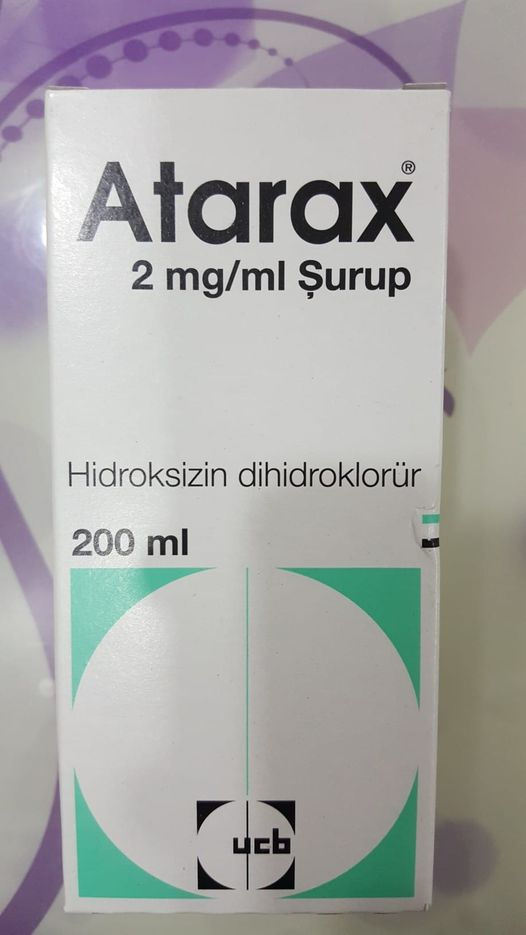 Atarax®
2 mg/ml Şurup
Hidroksizin dihidroklorür
200 ml
ucb